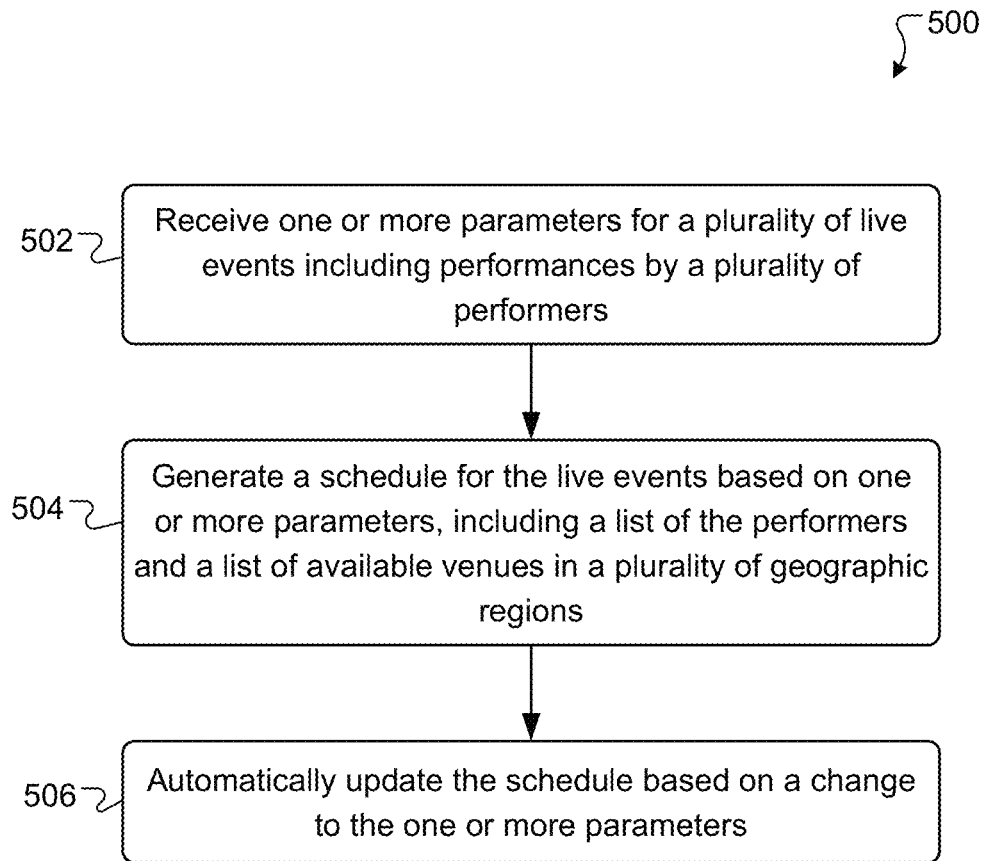 500
502
Receive one or more parameters for a plurality of live
events including performances by a plurality of
performers
504
Generate a schedule for the live events based on one
or more parameters, including a list of the performers
and a list of available venues in a plurality of geographic
regions
506
Automatically update the schedule based on a change
to the one or more parameters